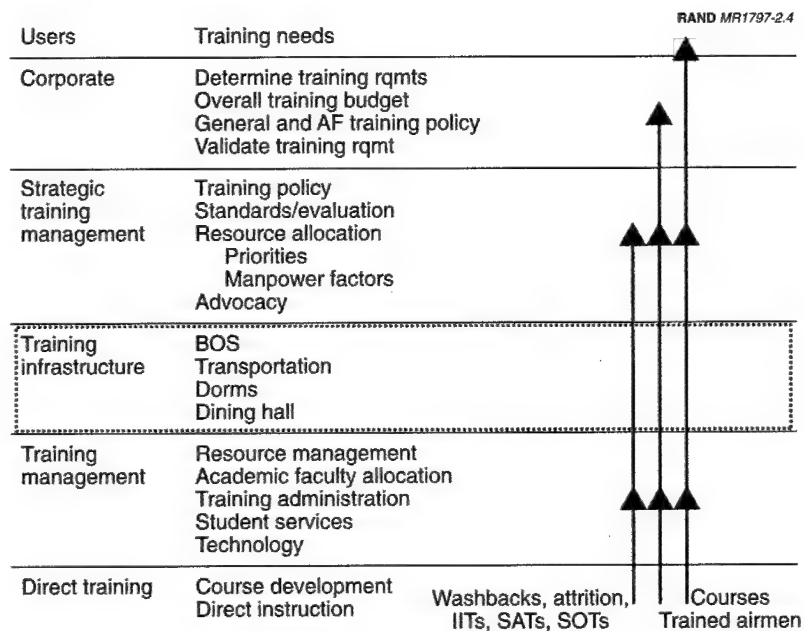 RAND MR1797-2.4
Users Training needs
Corporate Determine training rqmts
Overall training budget
General and AF training policy
Validate training rqmt
Strategic Training policy
training Standards/evaluation
management Resource allocation
Priorities
Manpower factors
Advocacy
Training BOS
infrastructure Transportation
Dorms
Dining hall
Training Resource management
management Academic faculty allocation
Training administration
Student services
Technology
Direct training Course development
Direct instruction
Washbacks, attrition, Courses
IITs, SATs, SOTs Trained airmen